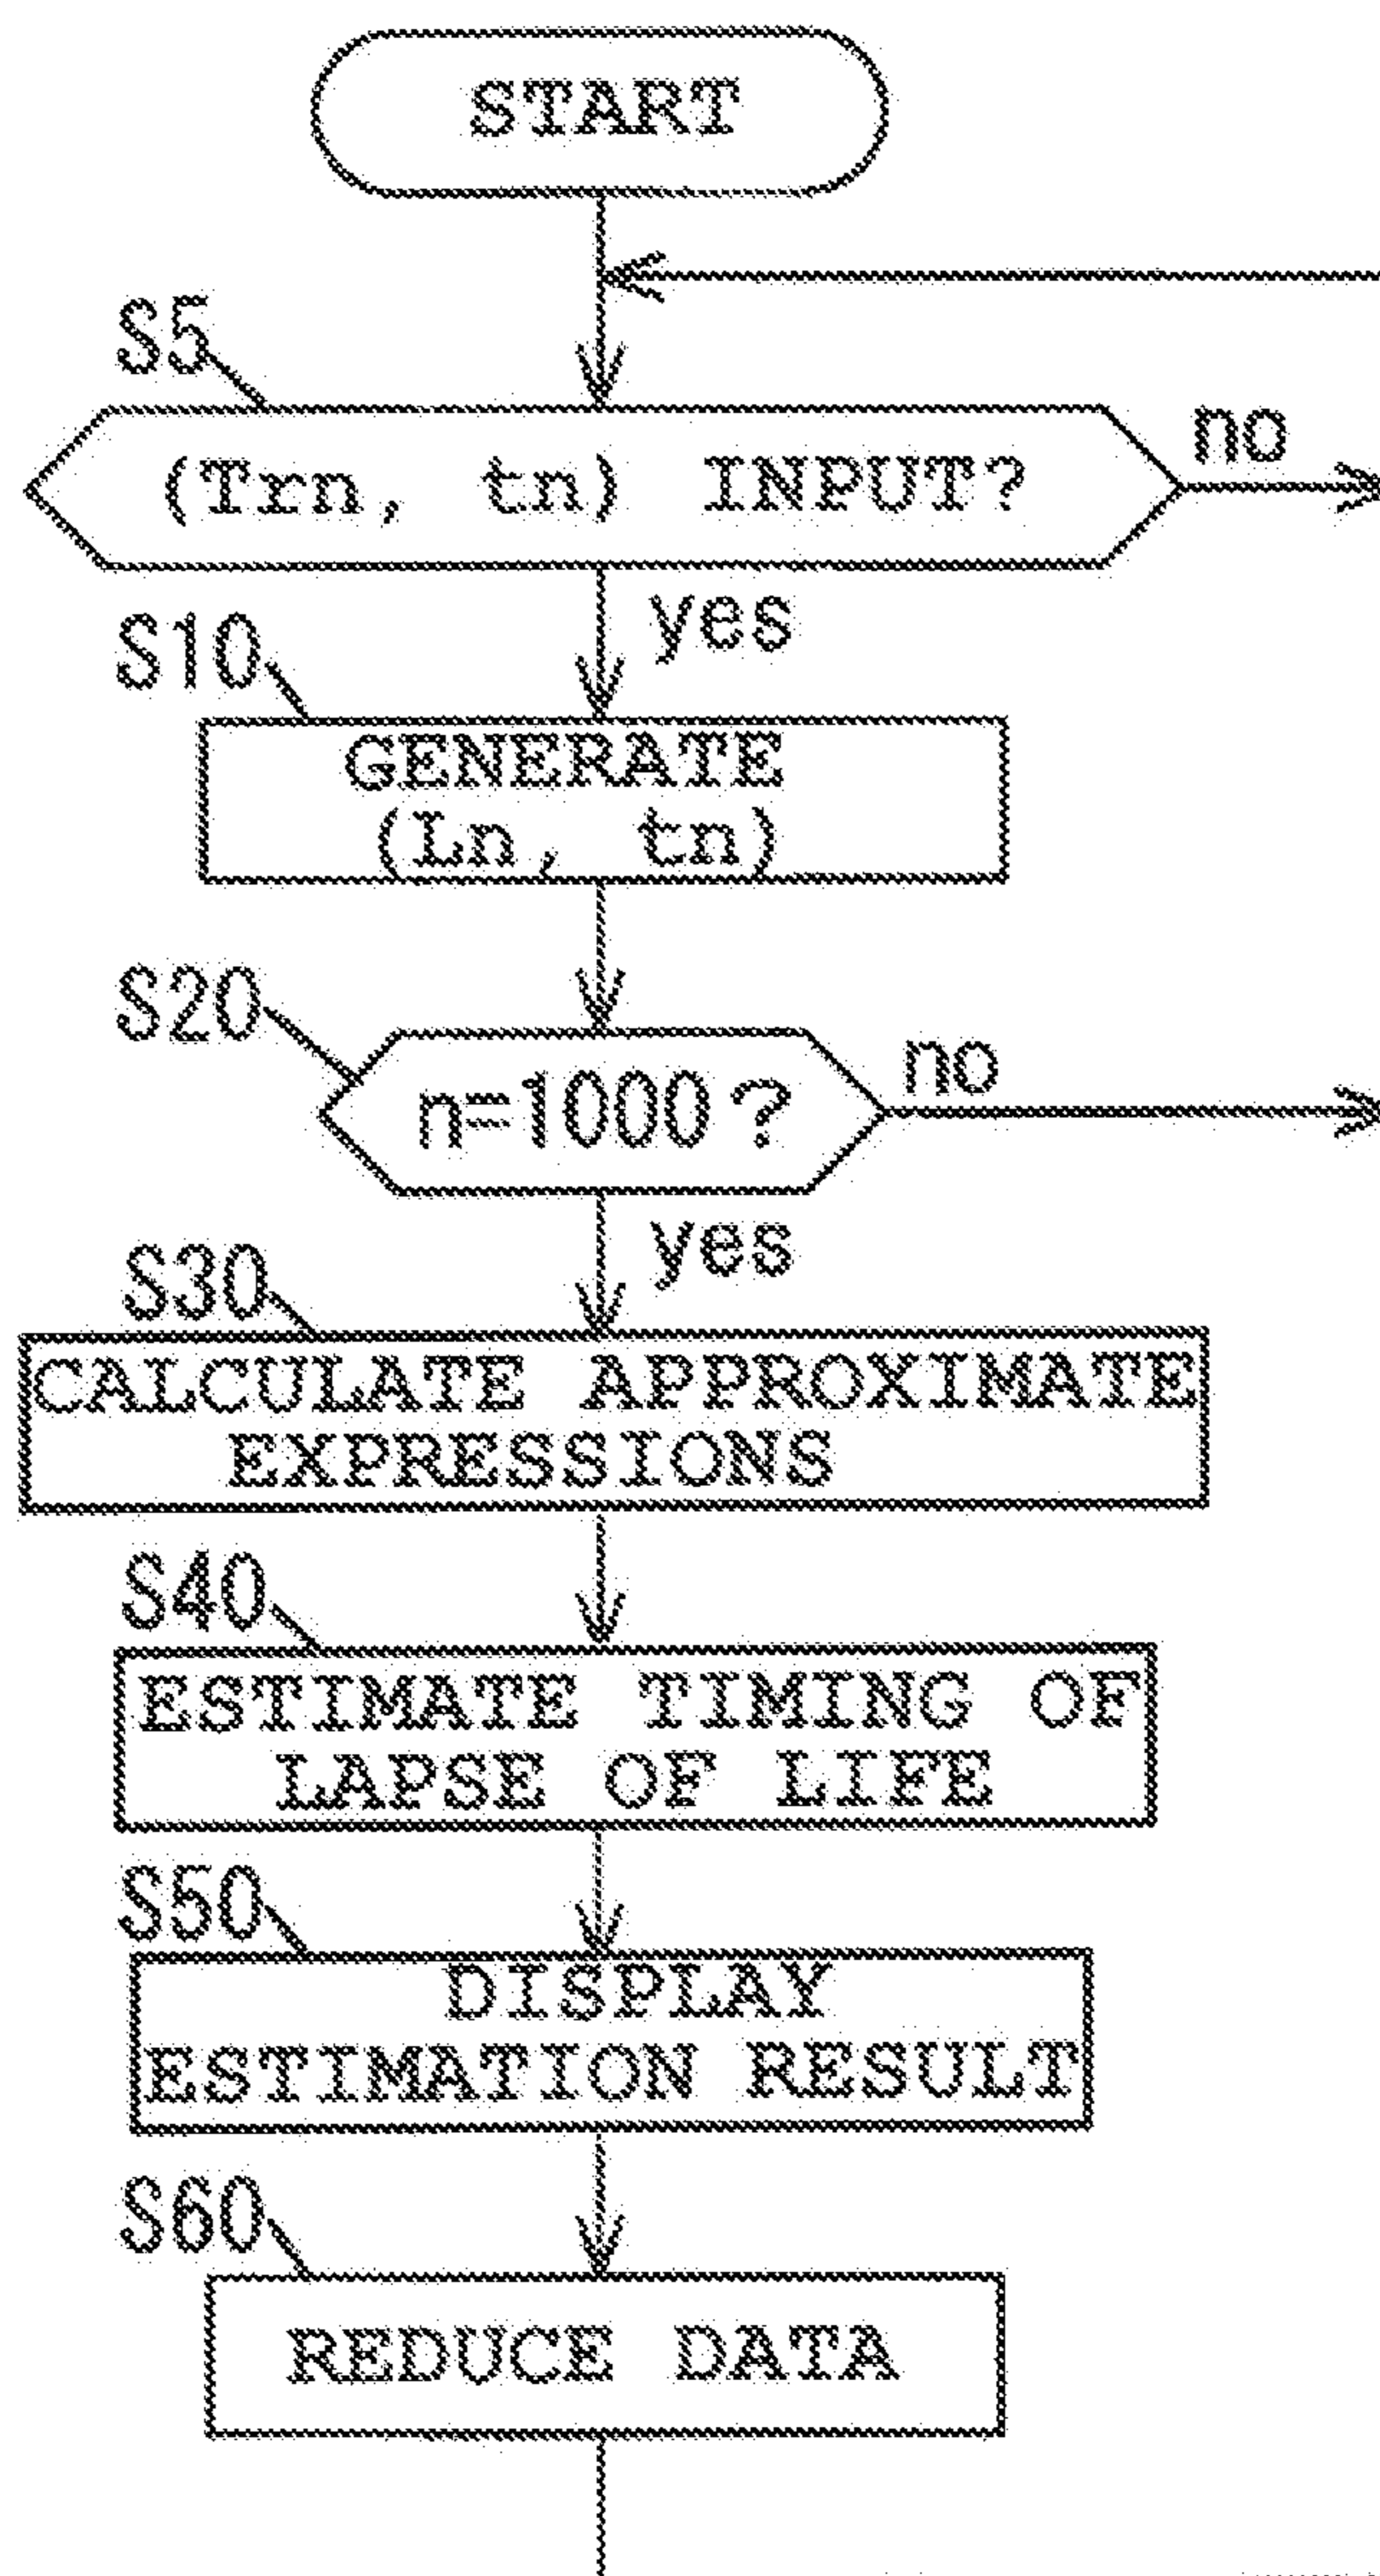 START
S5
(Trn, tn) INPUT?
no
yes
S10
GENERATE
(Ln, tn)
S20
n=1000?
no
yes
S30
CALCULATE APPROXIMATE
EXPRESSIONS
S40
ESTIMATE TIMING OF
LAPSE OF LIFE
S50
DISPLAY
ESTIMATION RESULT
S60
REDUCE DATA